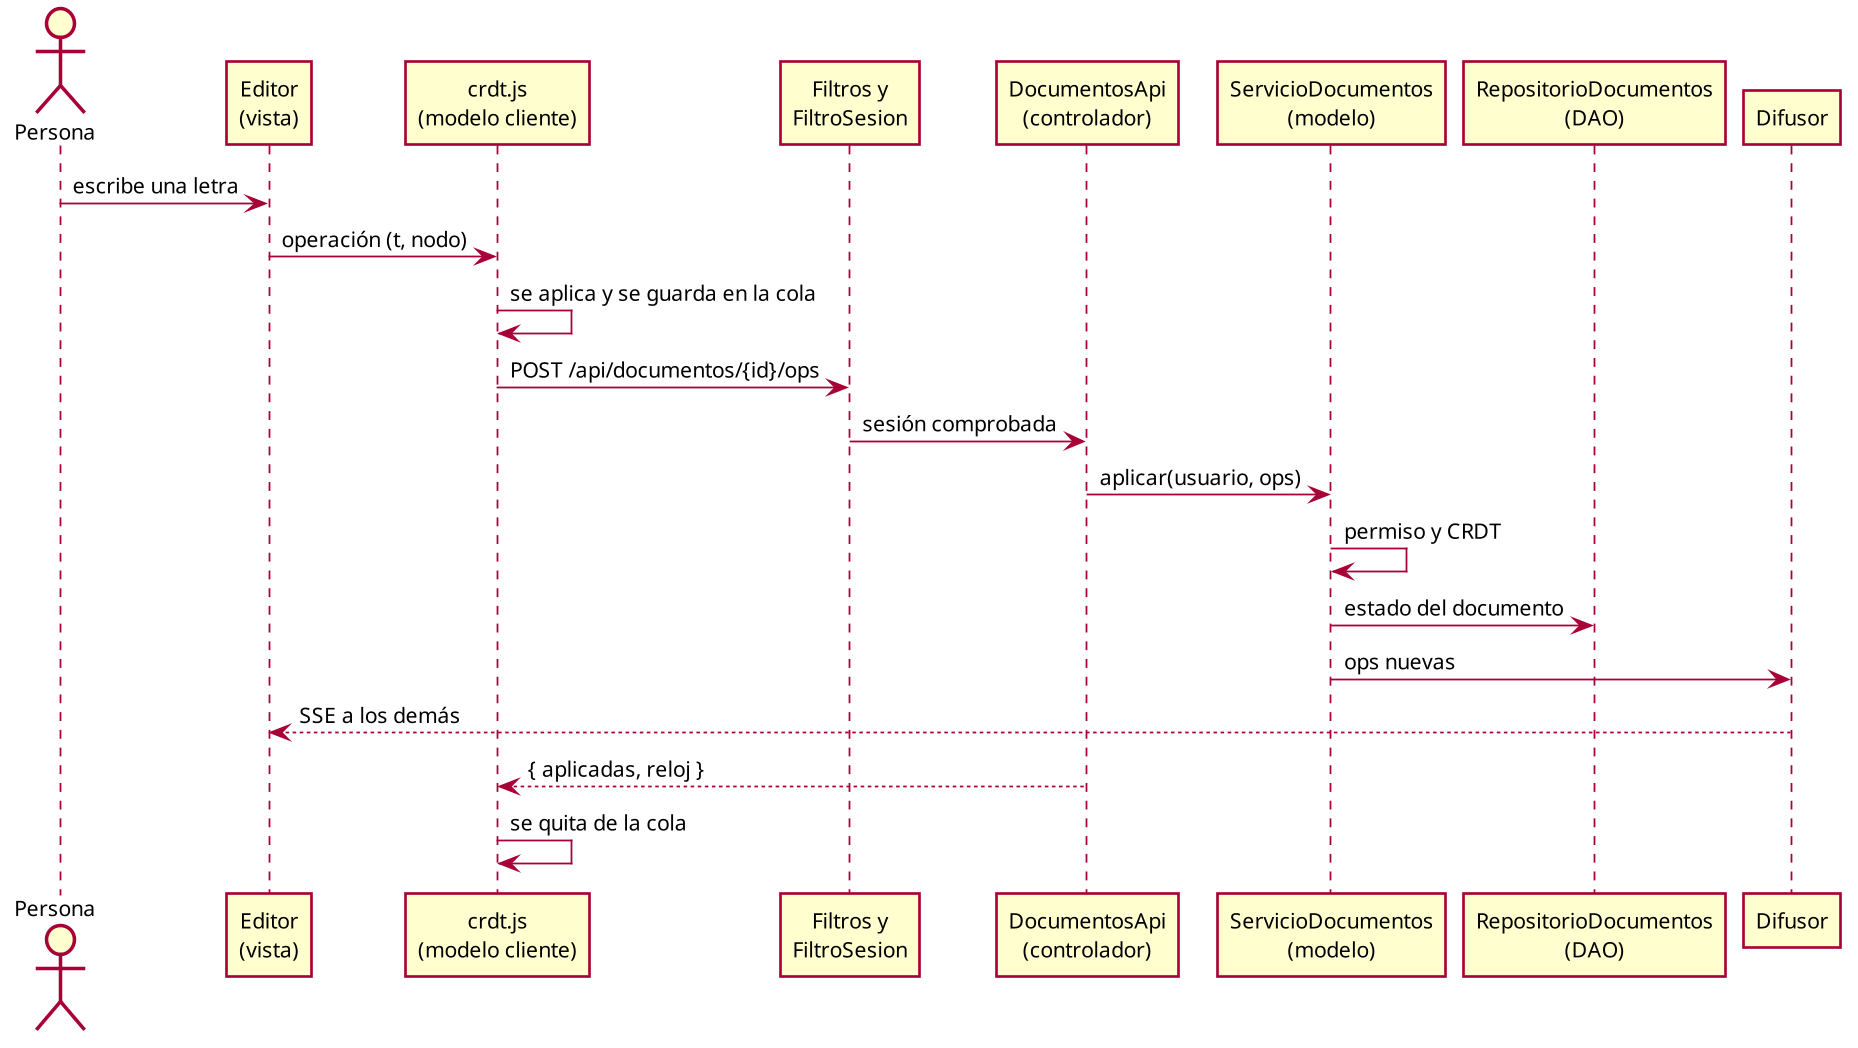 Persona
Editor
(vista)
crdt.js
(modelo cliente)
Filtros y
FiltroSesion
DocumentosApi
(controlador)
ServicioDocumentos
(modelo)
RepositorioDocumentos
(DAO)
Difusor
escribe una letra
operación (t, nodo)
se aplica y se guarda en la cola
POST /api/documentos/{id}/ops
sesión comprobada
aplicar(usuario, ops)
permiso y CRDT
estado del documento
ops nuevas
SSE a los demás
{ aplicadas, reloj }
se quita de la cola
Persona
Editor
(vista)
crdt.js
(modelo cliente)
Filtros y
FiltroSesion
DocumentosApi
(controlador)
ServicioDocumentos
(modelo)
RepositorioDocumentos
(DAO)
Difusor